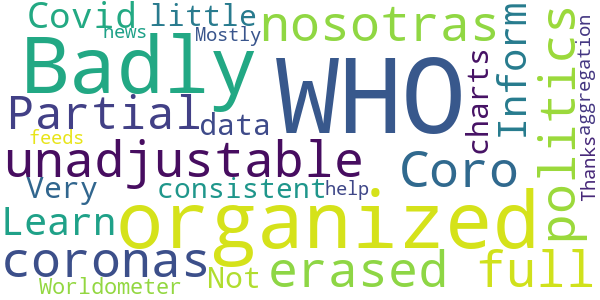 Covid
little
nosotras
news
Mostly
Badly
WHO
Inform
politics
aggregation
Thanks
charts
Partial
data
feeds
unadjustable
Coro
Very
consistent
help
Learn
organized
coronas
Not
erased
full
Worldometer